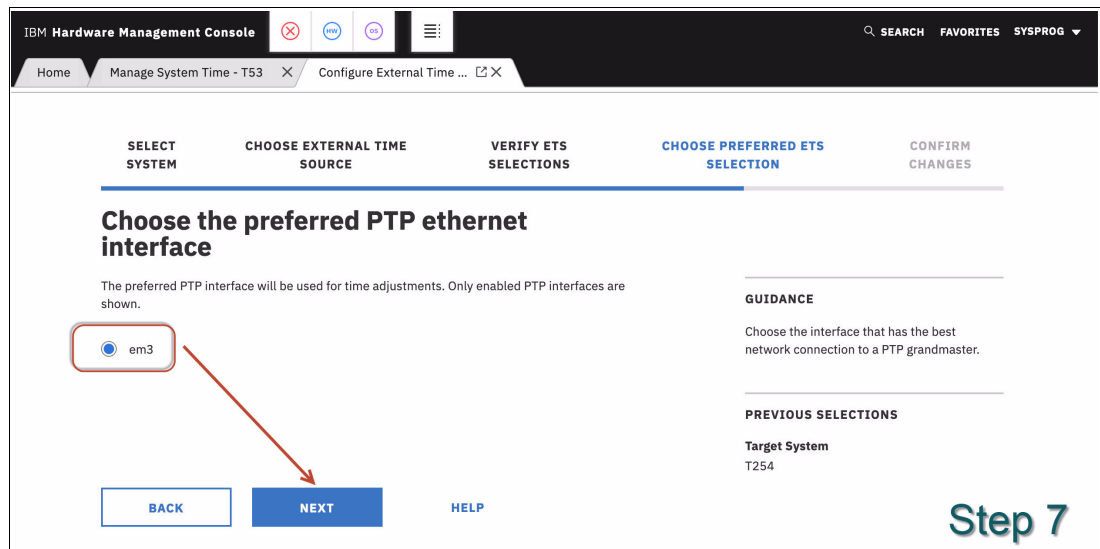 IBM Hardware Management Console
HW
OS
SEARCH FAVORITES SYSPROG
Home
Manage System Time - T53
Configure External Time ...
SELECT
SYSTEM
CHOOSE EXTERNAL TIME
SOURCE
VERIFY ETS
SELECTIONS
CHOOSE PREFERRED ETS
SELECTION
CONFIRM
CHANGES
Choose the preferred PTP ethernet
interface
The preferred PTP interface will be used for time adjustments. Only enabled PTP interfaces are
shown.
em3
GUIDANCE
Choose the interface that has the best
network connection to a PTP grandmaster.
PREVIOUS SELECTIONS
Target System
T254
BACK
NEXT
HELP
Step 7